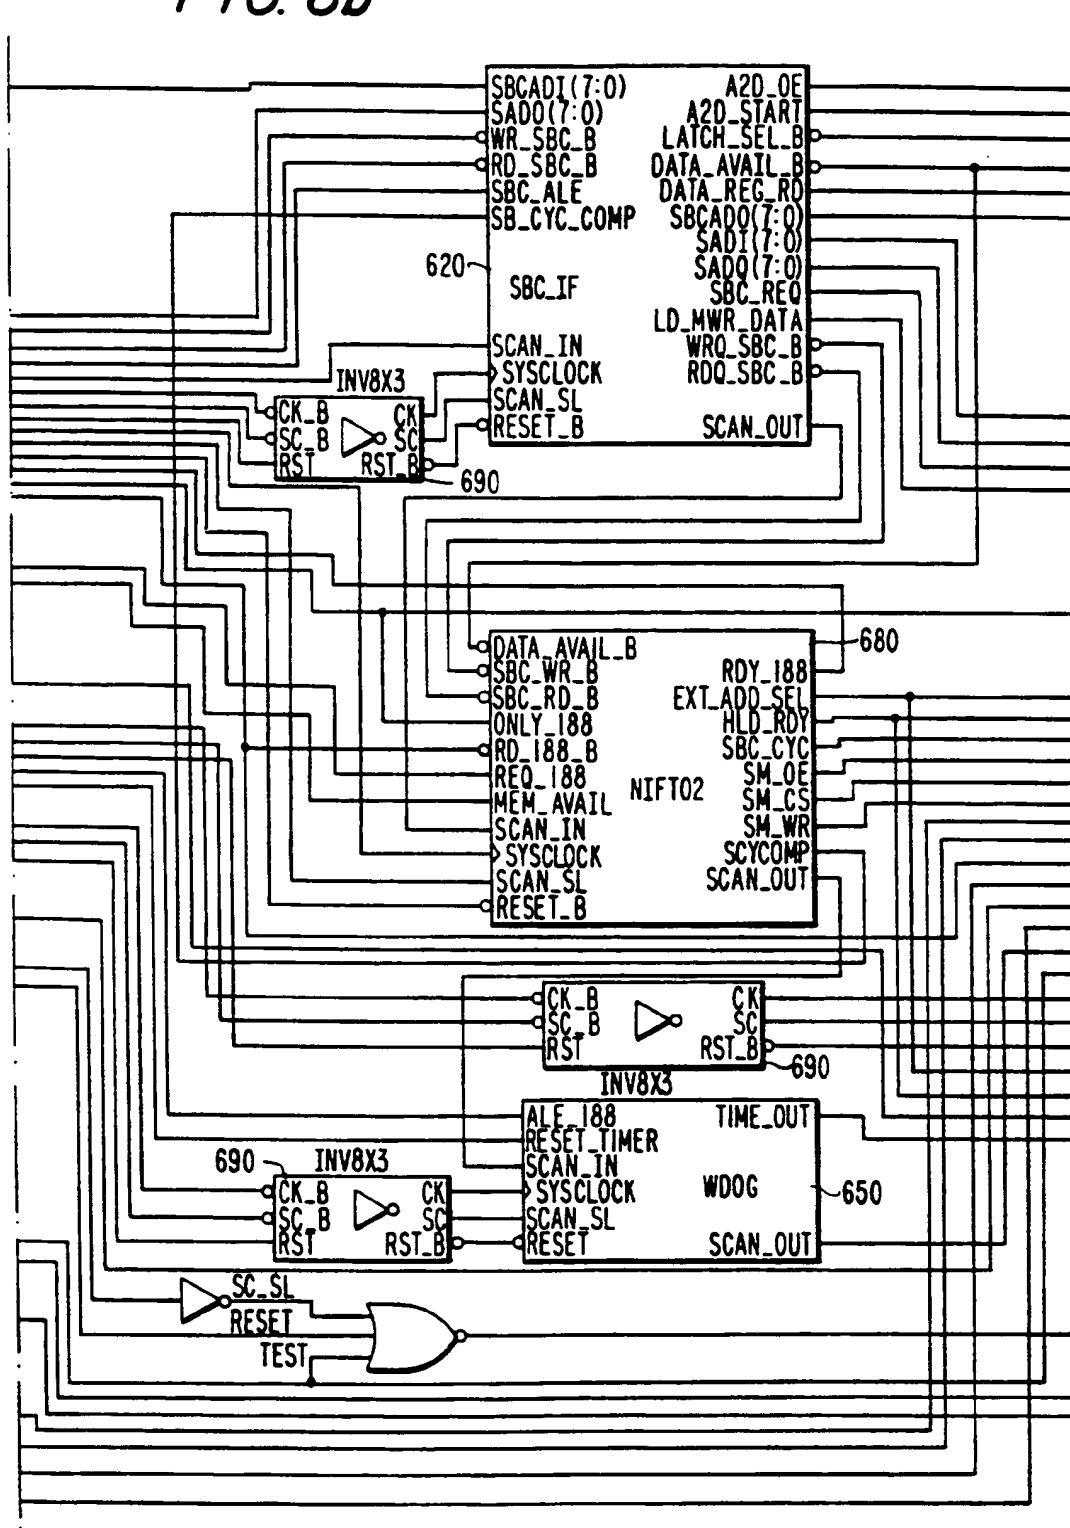 FIG. 6b
SBCADI(7:0)
SADO(7:0)
WR_SBC_B
RD_SBC_B
SBC_ALE
SB_CYC_COMP
A2D_OE
A2D_START
LATCH_SEL_B
DATA_AVAIL_B
DATA_REG_RD
SBCADO(7:0)
SADI(7:0)
SADQ(7:0)
SBC_REQ
LD_MWR_DATA
WRQ_SBC_B
RDQ_SBC_B
620
SBC_IF
SCAN_IN
SYSCLOCK
SCAN_SL
RESET_B
SCAN_OUT
INV8X3
CK_B
SC_B
RST
CK
SC
RST_B
690
680
DATA_AVAIL_B
SBC_WR_B
SBC_RD_B
ONLY_188
RD_188_B
REQ_188
MEM_AVAIL
SCAN_IN
SYSCLOCK
SCAN_SL
RESET_B
NIFT02
RDY_188
EXT_ADD_SEL
HLD_RDY
SBC_CYC
SM_OE
SM_CS
SM_WR
SCYCOMP
SCAN_OUT
CK_B
SC_B
RST
CK
SC
RST_B
690
INV8X3
ALE_188
RESET_TIMER
SCAN_IN
SYSCLOCK
SCAN_SL
RESET
TIME_OUT
WDOG
650
SCAN_OUT
690
INV8X3
CK_B
SC_B
RST
CK
SC
RST_B
SC_SL
RESET
TEST